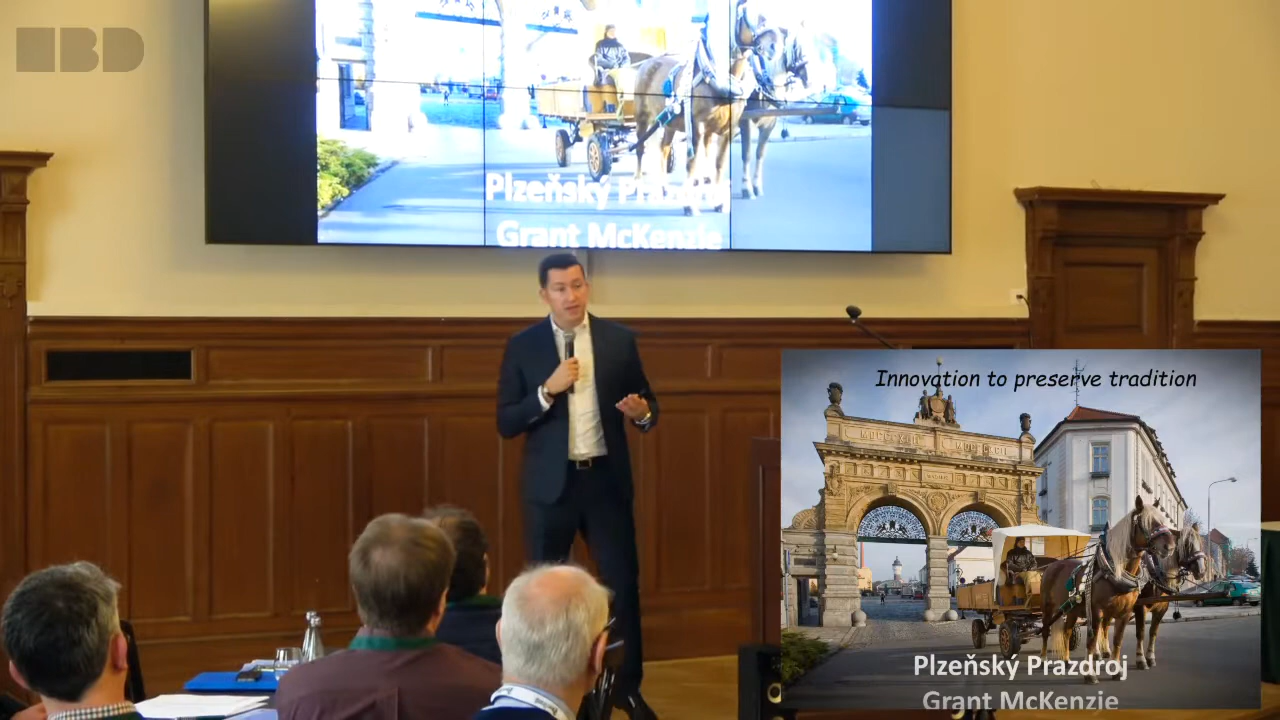 IBD
Plzeňský Prazdroj
Grant McKenzie
Innovation to preserve tradition
Plzeňský Prazdroj
Grant McKenzie